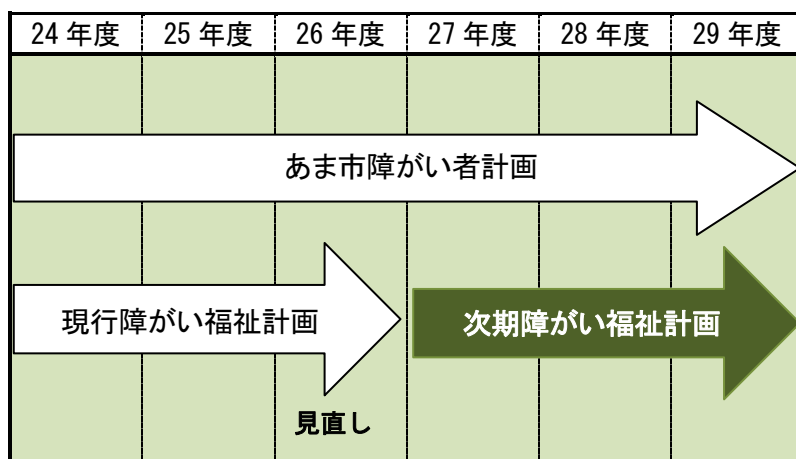 24 年度 25 年度 26 年度 27 年度 28 年度 29 年度
あま市障がい者計画
現行障がい福祉計画 次期障がい福祉計画
見直し